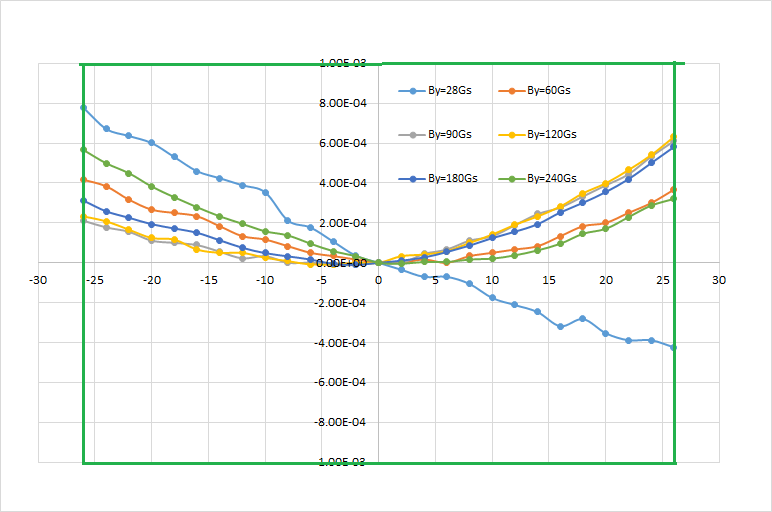 1.00E-03
8.00E-04
By=28Gs By=60Gs
6.00E-04
By=90Gs By=120Gs
4.00E-04
By=180Gs By=240Gs
2.00E-04
0.00E+00
-30 -25 -20 -15 -10 -5 0 5 10 15 20 25 30
-2.00E-04
-4.00E-04
-6.00E-04
-8.00E-04
-1.00E-03